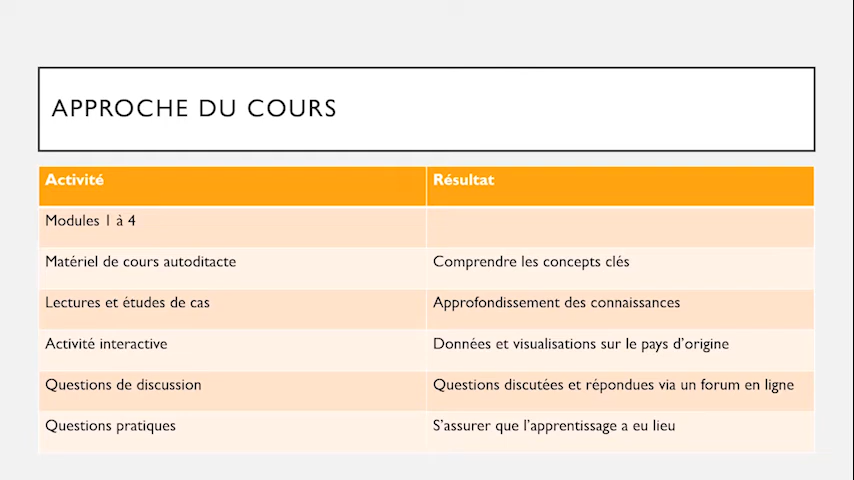 APPROCHE DU COURS
Activité Résultat
Modules 1 à 4
Matériel de cours autoditacte Comprendre les concepts clés
Lectures et études de cas Approfondissement des connaissances
Activité interactive Données et visualisations sur le pays d'origine
Questions de discussion Questions discutées et répondues via un forum en ligne
Questions pratiques S'assurer que l'apprentissage a eu lieu